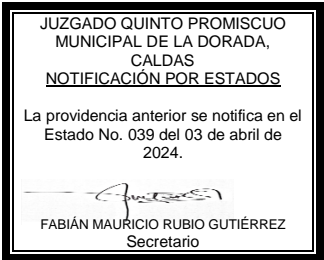 JUZGADO QUINTO PROMISCUO
MUNICIPAL DE LA DORADA,
CALDAS
NOTIFICACIÓN POR ESTADOS
La providencia anterior se notifica en el
Estado No. 039 del 03 de abril de
2024.
FABIÁN MAURICIO RUBIO GUTIÉRREZ
Secretario